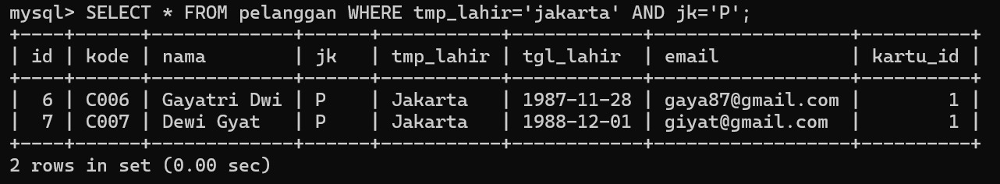 mysql> SELECT * FROM pelanggan WHERE tmp_lahir='jakarta' AND jk='P';
+----+------+-------------+------+-----------+------------+------------------+----------+
| id | kode | nama        | jk   | tmp_lahir | tgl_lahir  | email            | kartu_id |
+----+------+-------------+------+-----------+------------+------------------+----------+
|  6 | C006 | Gayatri Dwi | P    | Jakarta   | 1987-11-28 | gaya87@gmail.com |        1 |
|  7 | C007 | Dewi Gyat   | P    | Jakarta   | 1988-12-01 | giyat@gmail.com  |        1 |
+----+------+-------------+------+-----------+------------+------------------+----------+
2 rows in set (0.00 sec)